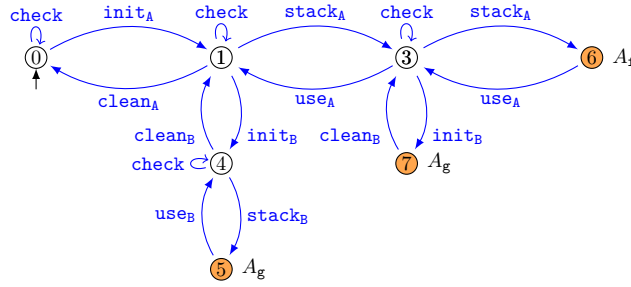 check check check
init_A stack_A stack_A
0 1 3 6
clean_A use_A use_A
clean_B init_B clean_B init_B
check 4 7 A_g
use_B stack_B
5 A_g